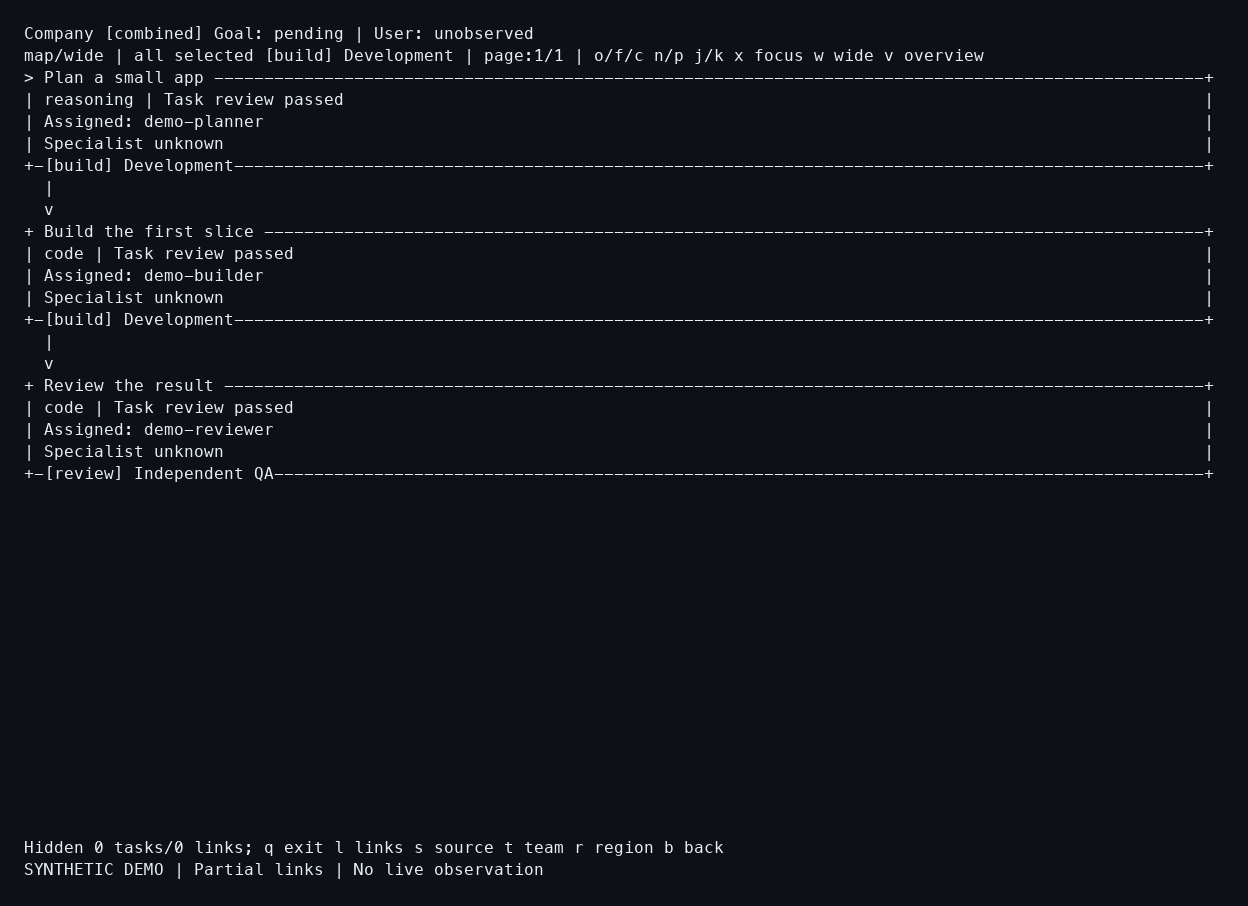 Company [combined] Goal: pending | User: unobserved
map/wide | all selected [build] Development | page:1/1 | o/f/c n/p j/k x focus w wide v overview
> Plan a small app ---------------------------------------------------------------------------------------------------+
| reasoning | Task review passed |
| Assigned: demo-planner |
| Specialist unknown |
+-[build] Development-------------------------------------------------------------------------------------------------+
|
v
+ Build the first slice ----------------------------------------------------------------------------------------------+
| code | Task review passed |
| Assigned: demo-builder |
| Specialist unknown |
+-[build] Development-------------------------------------------------------------------------------------------------+
|
v
+ Review the result --------------------------------------------------------------------------------------------------+
| code | Task review passed |
| Assigned: demo-reviewer |
| Specialist unknown |
+-[review] Independent QA---------------------------------------------------------------------------------------------+
Hidden 0 tasks/0 links; q exit l links s source t team r region b back
SYNTHETIC DEMO | Partial links | No live observation